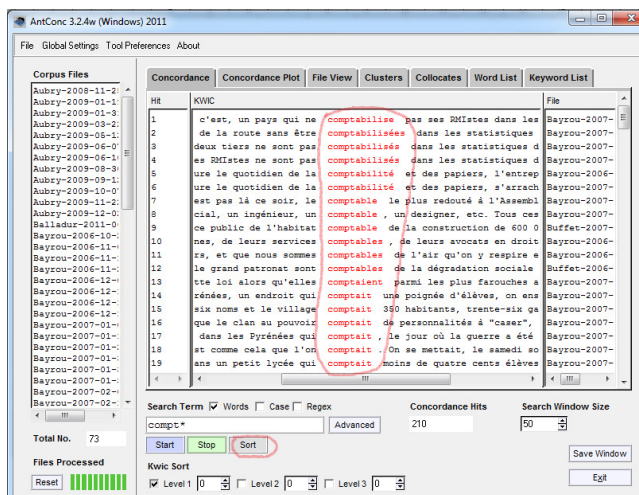 AntConc 3.2.4w (Windows) 2011
File Global Settings Tool Preferences About
Corpus Files
Aubry-2008-11-2
Aubry-2009-01-1
Aubry-2009-01-3
Aubry-2009-03-2
Aubry-2009-05-1
Aubry-2009-06-0
Aubry-2009-06-1
Aubry-2009-08-3
Aubry-2009-09-1
Aubry-2009-10-0
Aubry-2009-11-2
Aubry-2009-12-0
Balladur-2011-0
Bayrou-2006-10-
Bayrou-2006-11-
Bayrou-2006-11-
Bayrou-2006-11-
Bayrou-2006-12-
Bayrou-2006-12-
Bayrou-2006-12-
Bayrou-2007-01-
Bayrou-2007-01-
Bayrou-2007-01-
Bayrou-2007-01-
Bayrou-2007-02-
Bayrou-2007-02-
Total No. 73
Files Processed
Reset
Concordance Concordance Plot File View Clusters Collocates Word List Keyword List
Hit KWIC File
1 c'est, un pays qui ne comptabilise pas ses RMIstes dans les Bayrou-2007-
2 de la route sans être comptabilisées dans les statistiques Bayrou-2007-
3 deux tiers ne sont pas comptabilisés dans les statistiques d Bayrou-2007-
4 es RMIstes ne sont pas comptabilisés dans les statistiques d Bayrou-2007-
5 ure le quotidien de la comptabilité et des papiers, l'entrep Bayrou-2006-
6 ure le quotidien de la comptabilité et des papiers, s'arrach Bayrou-2007-
7 est pas là ce soir, le comptable le plus redouté à l'Assembl Bayrou-2007-
8 cial, un ingénieur, un comptable , un designer, etc. Tous ces Bayrou-2007-
9 ce public de l'habitat comptable de la construction de 600 0 Buffet-2007-
10 nes, de leurs services comptables , de leurs avocats en droit Bayrou-2006-
11 rs, et que nous sommes comptables de l'air qu'on y respire e Buffet-2006-
12 le grand patronat sont comptables de la dégradation sociale Buffet-2006-
13 tte loi alors qu'elles comptaient parmi les plus farouches a Bayrou-2007-
14 rénées, un endroit qui comptait une poignée d'élèves, on ens Bayrou-2007-
15 six noms et le village comptait 350 habitants, trente-six ga Bayrou-2007-
16 que le clan au pouvoir comptait de personnalités à "caser", Bayrou-2007-
17 dans les Pyrénées qui comptait , le jour où la guerre a été Bayrou-2007-
18 st comme cela que l'on comptait . On se mettait, le samedi so Bayrou-2007-
19 ans un petit lycée qui comptait moins de quatre cents élèves Bayrou-2007-
Search Term Words Case Regex Concordance Hits Search Window Size
compt* Advanced 210 50
Start Stop Sort
Save Window
Kwic Sort
Level 1 0 Level 2 0 Level 3 0
Exit